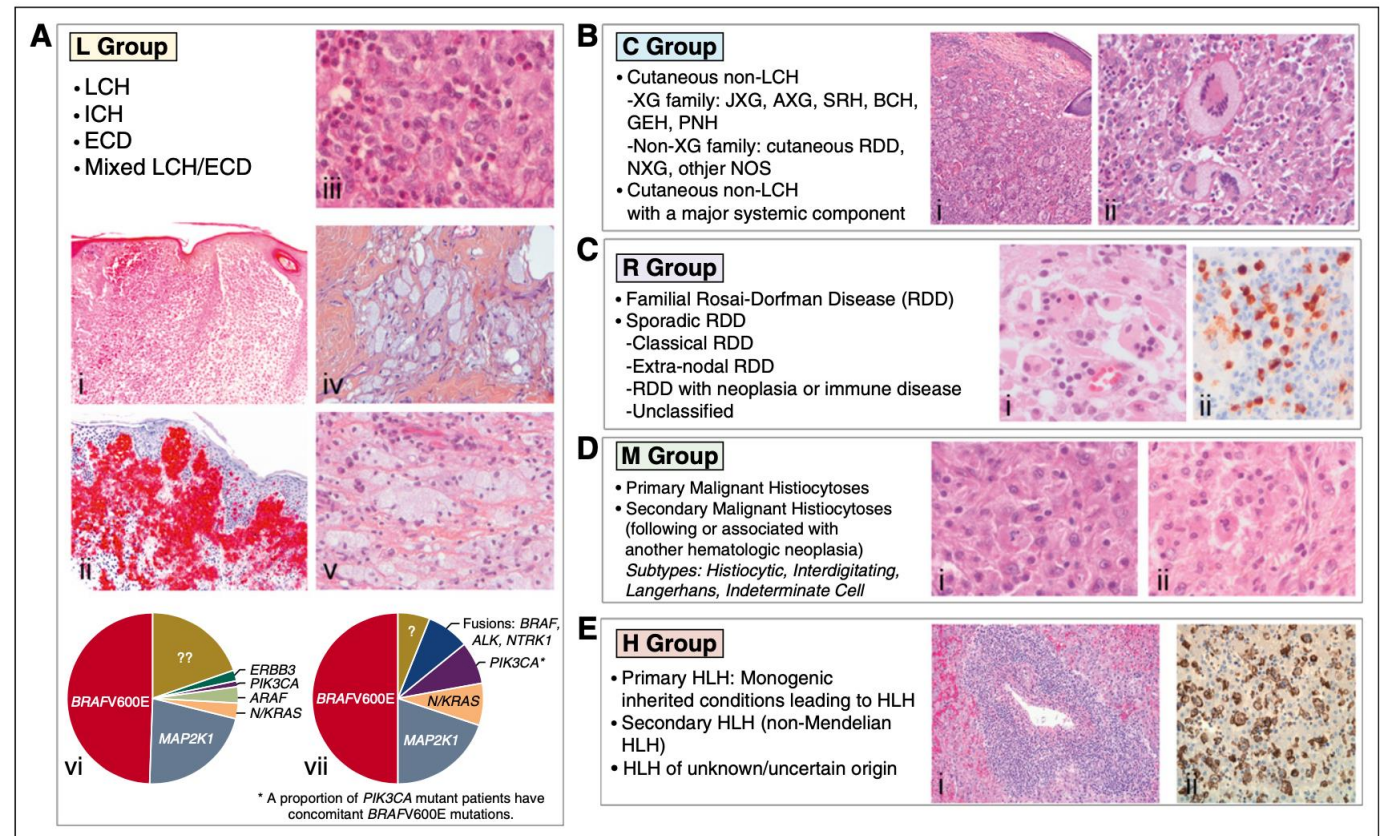 A
L Group
• LCH
• ICH
• ECD
• Mixed LCH/ECD
iii
i
iv
ii
v
??
ERBB3
PIK3CA
ARAF
N/KRAS
MAP2K1
BRAFV600E
vi
?
Fusions: BRAF,
ALK, NTRK1
PIK3CA*
N/KRAS
MAP2K1
BRAFV600E
vii
* A proportion of PIK3CA mutant patients have
concomitant BRAFV600E mutations.
B
C Group
• Cutaneous non-LCH
-XG family: JXG, AXG, SRH, BCH,
GEH, PNH
-Non-XG family: cutaneous RDD,
NXG, othjer NOS
• Cutaneous non-LCH
with a major systemic component
i
ii
C
R Group
• Familial Rosai-Dorfman Disease (RDD)
• Sporadic RDD
-Classical RDD
-Extra-nodal RDD
-RDD with neoplasia or immune disease
-Unclassified
i
ii
D
M Group
• Primary Malignant Histiocytoses
• Secondary Malignant Histiocytoses
(following or associated with
another hematologic neoplasia)
Subtypes: Histiocytic, Interdigitating,
Langerhans, Indeterminate Cell
i
ii
E
H Group
• Primary HLH: Monogenic
inherited conditions leading to HLH
• Secondary HLH (non-Mendelian
HLH)
• HLH of unknown/uncertain origin
i
ii